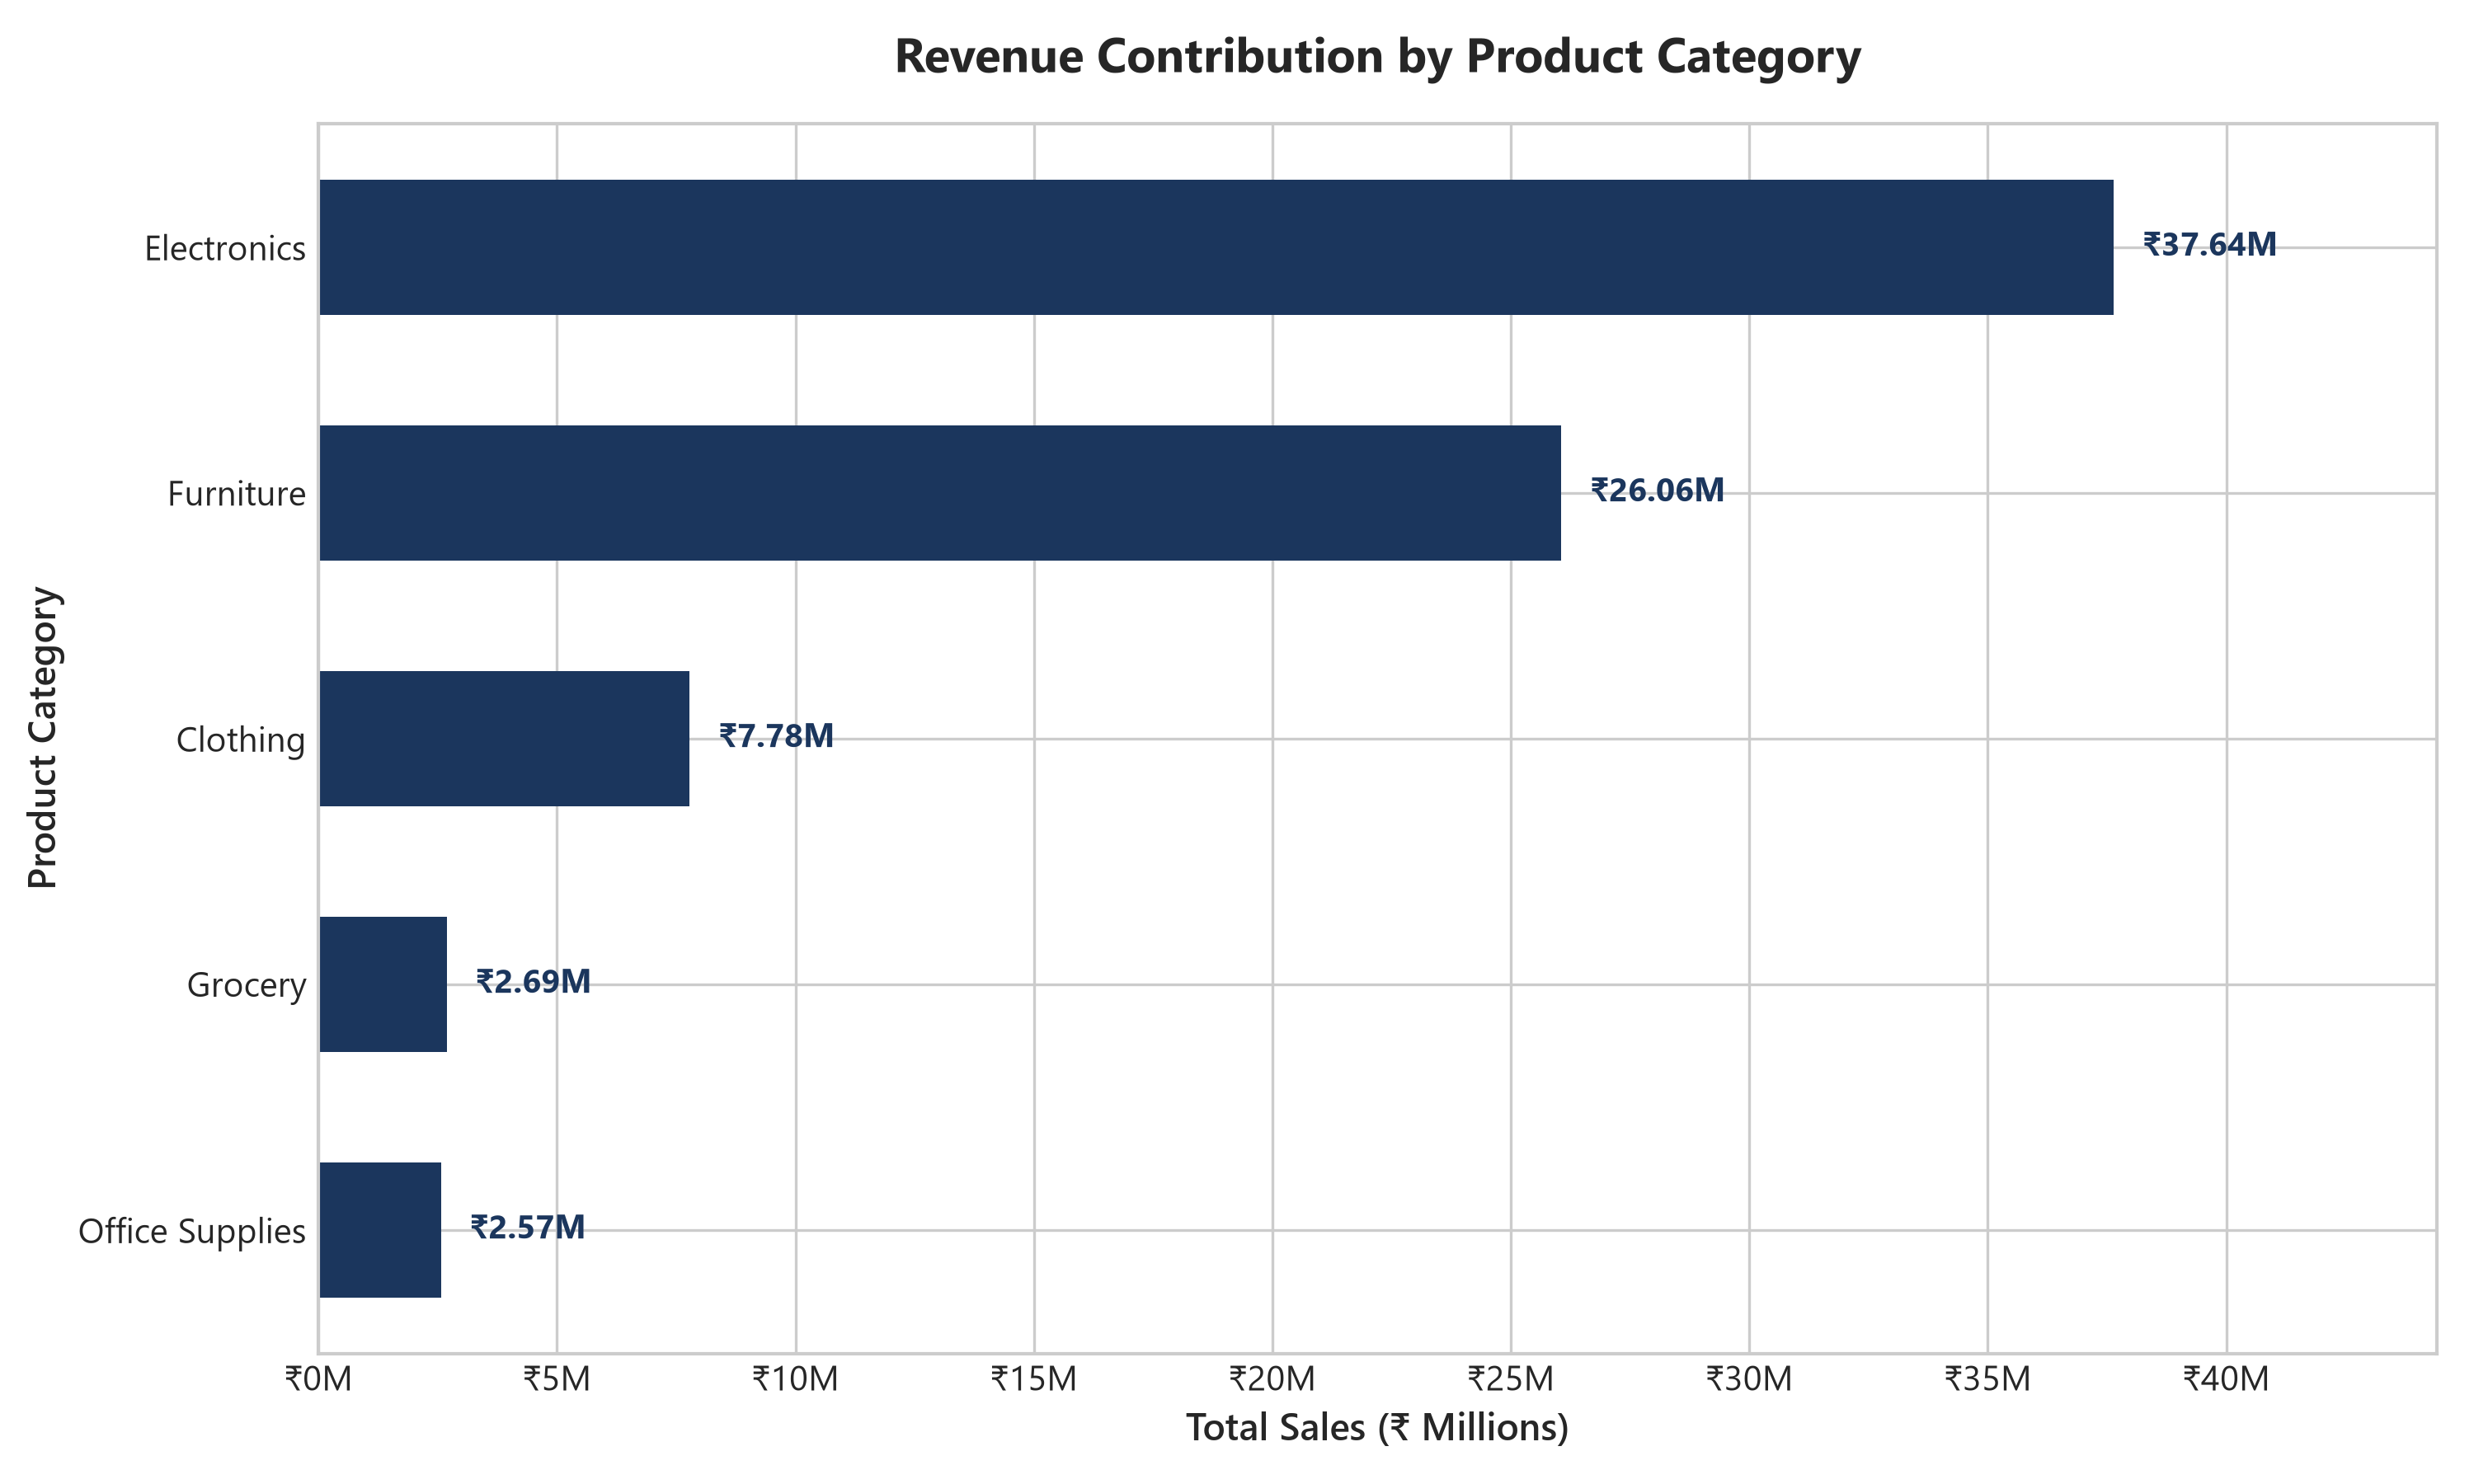 Revenue Contribution by Product Category
Electronics
₹37.64M
Furniture
₹26.06M
Clothing
₹7.78M
Grocery
₹2.69M
Office Supplies
₹2.57M
Product Category
₹0M ₹5M ₹10M ₹15M ₹20M ₹25M ₹30M ₹35M ₹40M
Total Sales (₹ Millions)